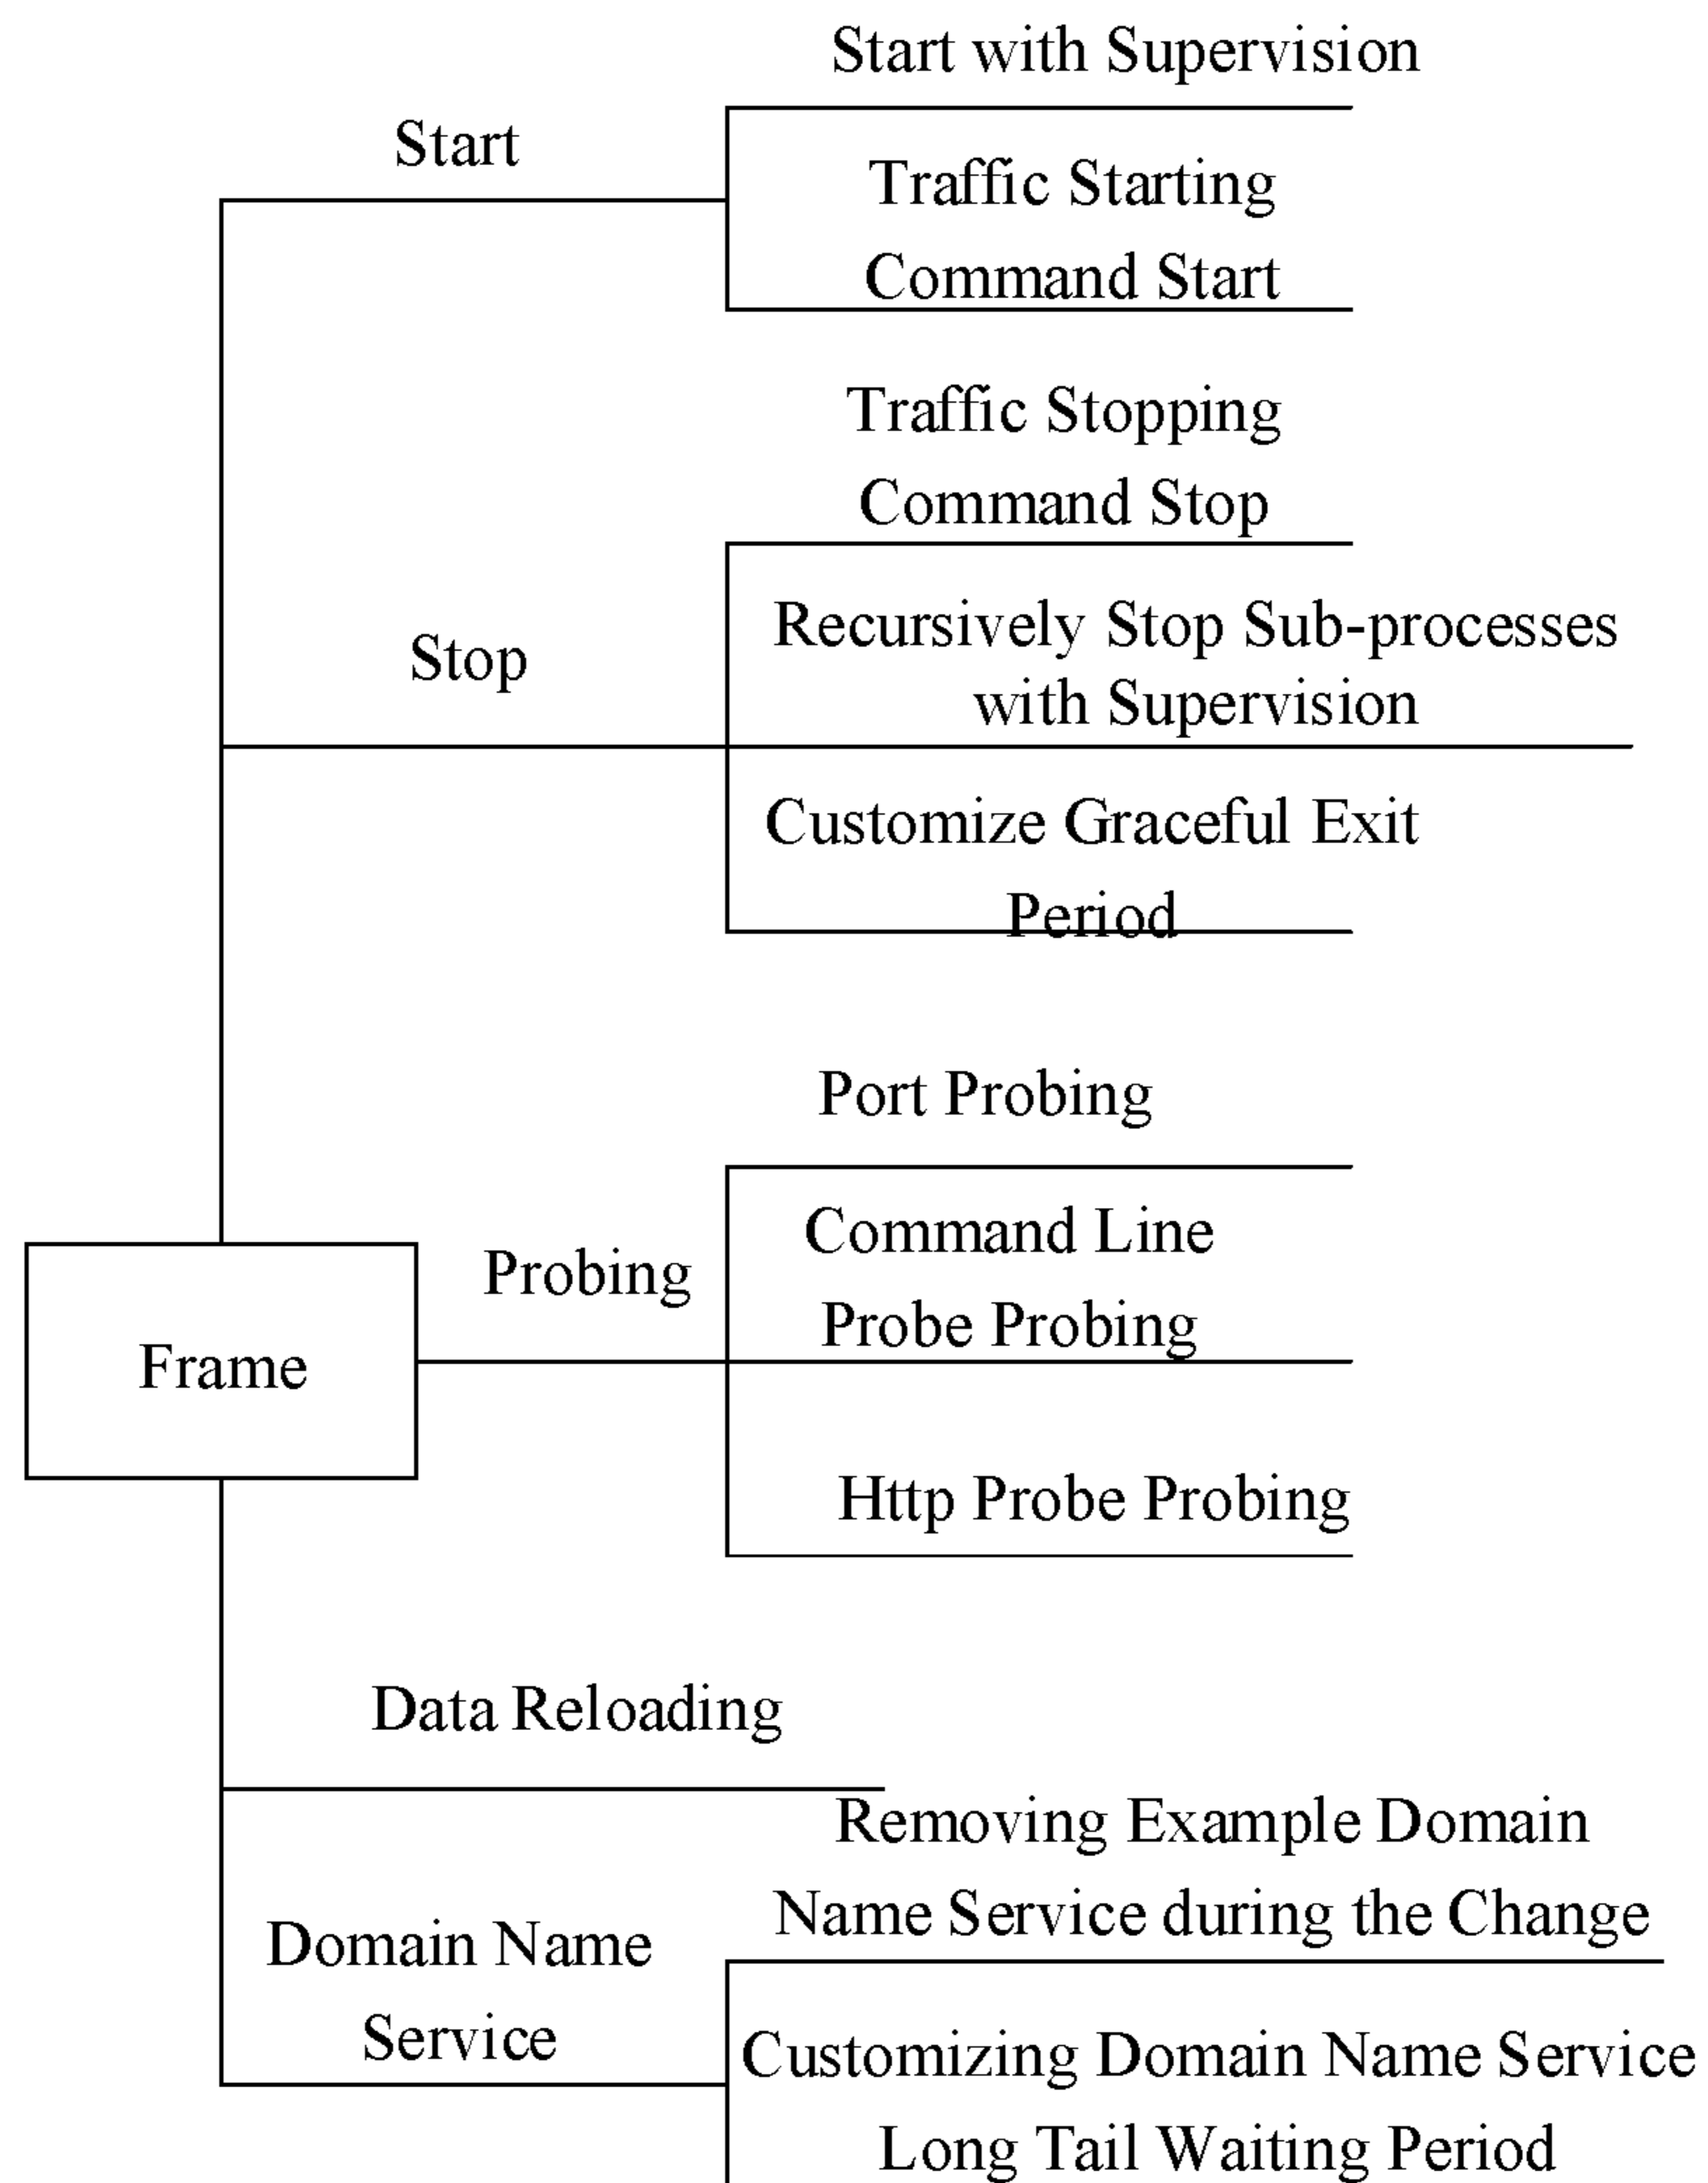 Start with Supervision
Start
Traffic Starting
Command Start
Traffic Stopping
Command Stop
Stop
Recursively Stop Sub-processes
with Supervision
Customize Graceful Exit
Period
Port Probing
Probing
Command Line
Probe Probing
Frame
Http Probe Probing
Data Reloading
Removing Example Domain
Name Service during the Change
Domain Name
Service
Customizing Domain Name Service
Long Tail Waiting Period